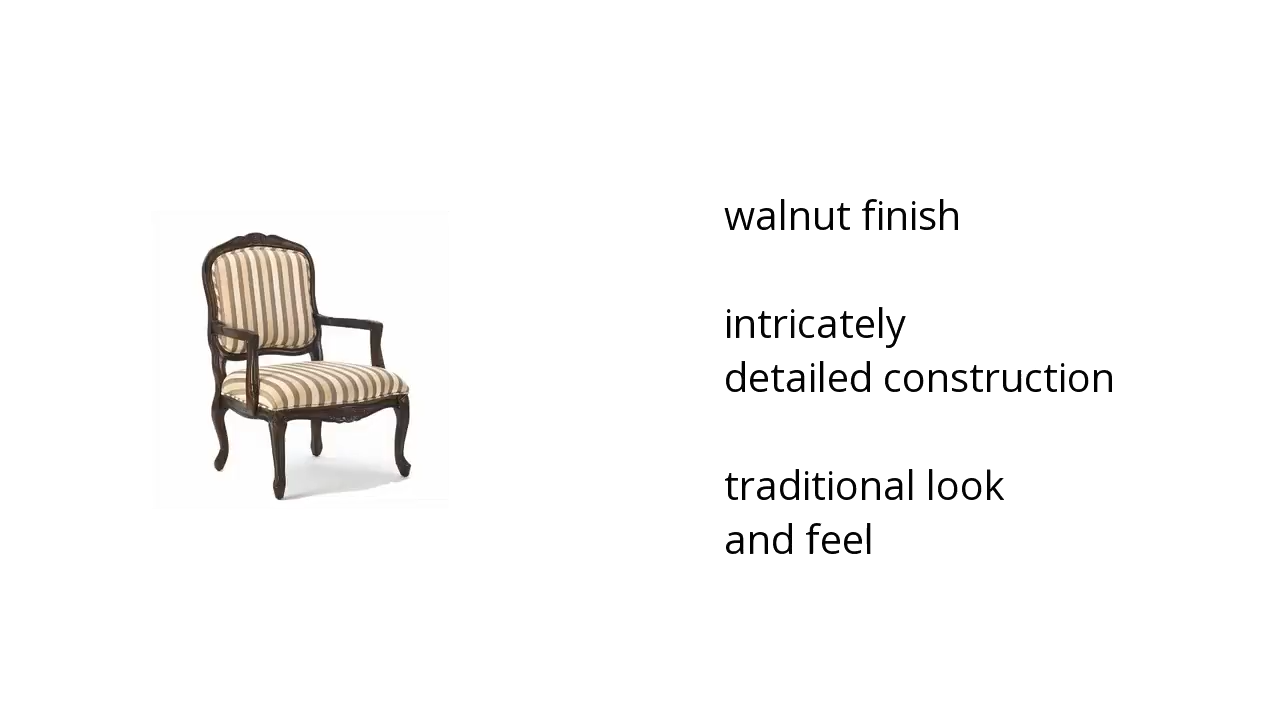 walnut finish
intricately
detailed construction
traditional look
and feel